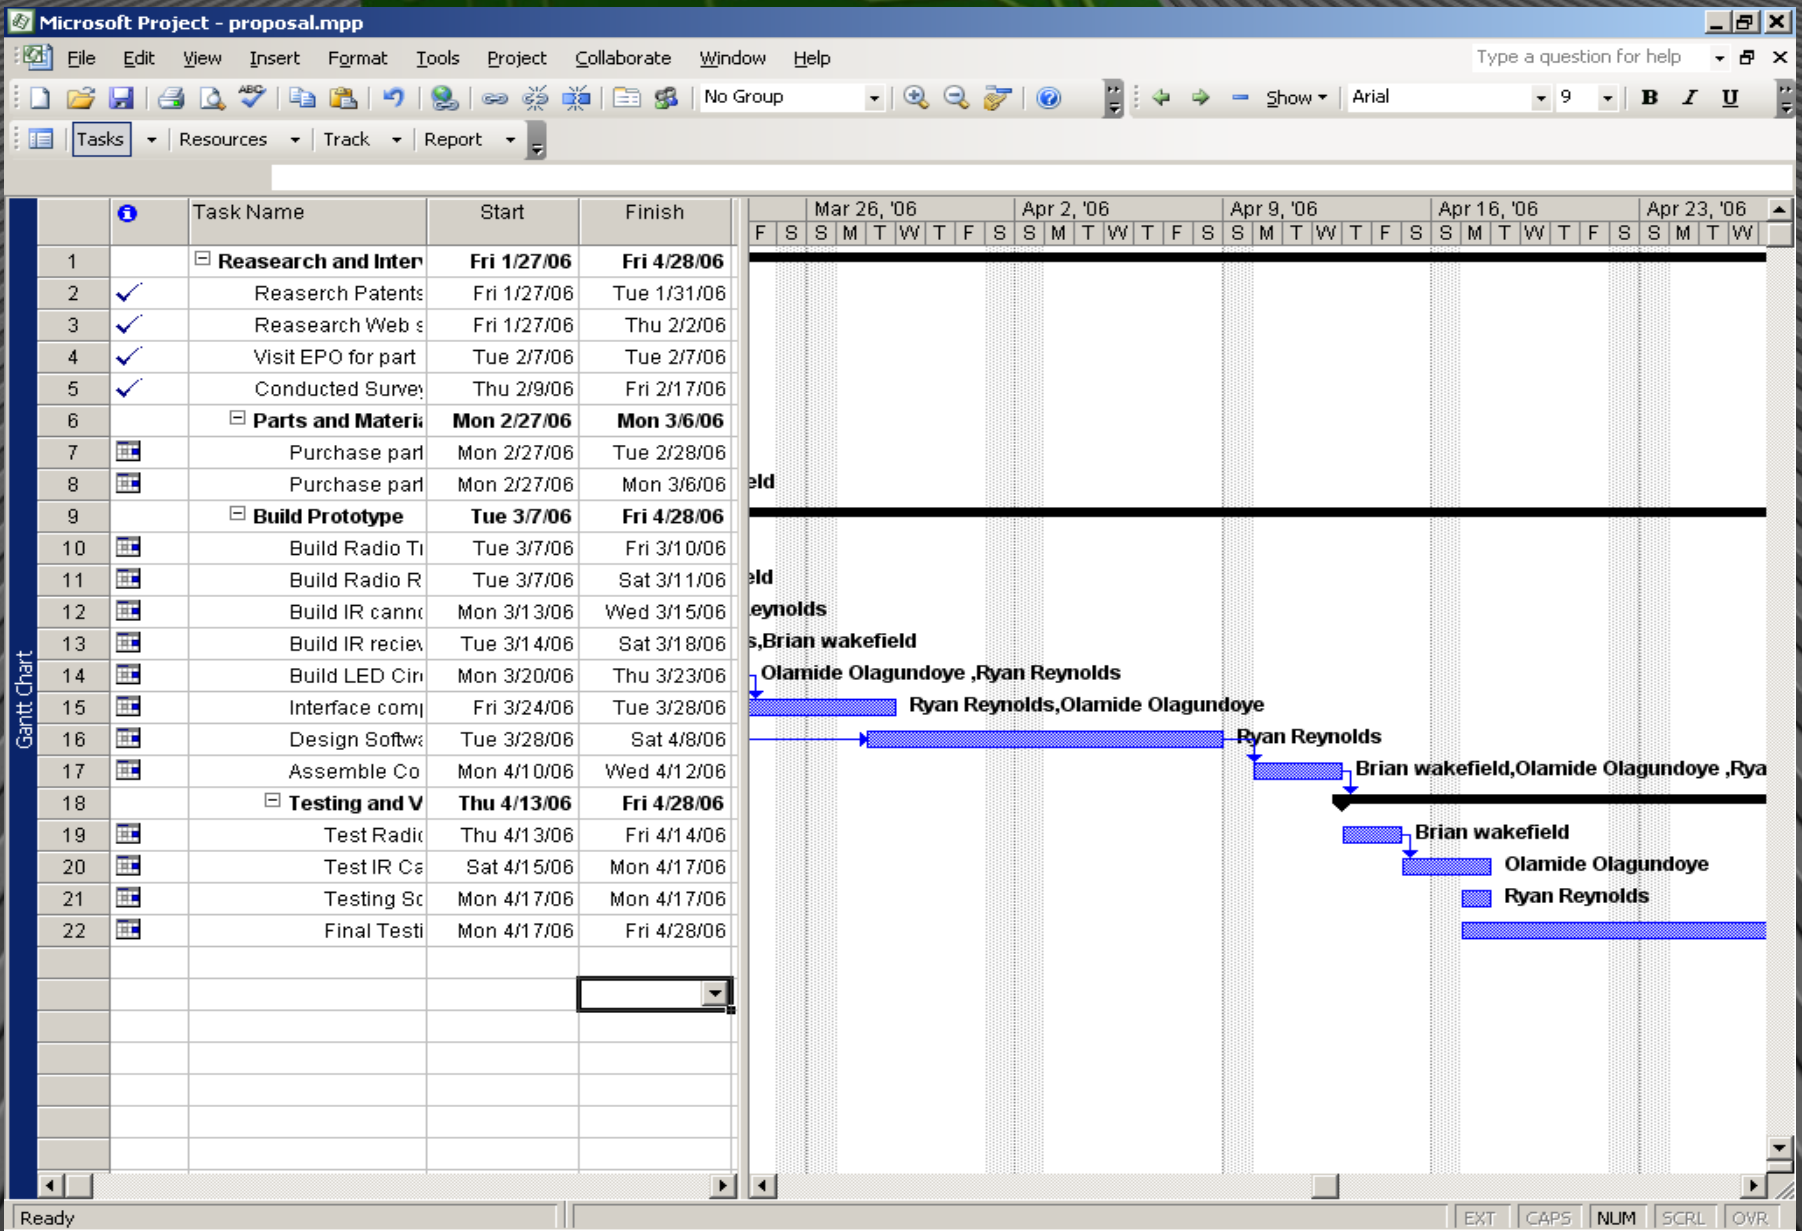 Microsoft Project - proposal.mpp
File Edit View Insert Format Tools Project Collaborate Window Help Type a question for help
ABC No Group Show Arial 9 B I U
Tasks Resources Track Report
Task Name Start Finish Mar 26, '06 Apr 2, '06 Apr 9, '06 Apr 16, '06 Apr 23, '06
F S S M T W T F S S M T W T F S S M T W T F S S M T W T F S S M T W
1 Reasearch and Inter Fri 1/27/06 Fri 4/28/06
2 Reaserch Patents Fri 1/27/06 Tue 1/31/06
3 Reasearch Web s Fri 1/27/06 Thu 2/2/06
4 Visit EPO for part Tue 2/7/06 Tue 2/7/06
5 Conducted Survey Thu 2/9/06 Fri 2/17/06
6 Parts and Materia Mon 2/27/06 Mon 3/6/06
7 Purchase part Mon 2/27/06 Tue 2/28/06
8 Purchase part Mon 2/27/06 Mon 3/6/06 eld
9 Build Prototype Tue 3/7/06 Fri 4/28/06
10 Build Radio Tr Tue 3/7/06 Fri 3/10/06
11 Build Radio R Tue 3/7/06 Sat 3/11/06 eld
12 Build IR canno Mon 3/13/06 Wed 3/15/06 eynolds
13 Build IR reciev Tue 3/14/06 Sat 3/18/06 s,Brian wakefield
14 Build LED Circ Mon 3/20/06 Thu 3/23/06 Olamide Olagundoye ,Ryan Reynolds
15 Interface comp Fri 3/24/06 Tue 3/28/06 Ryan Reynolds,Olamide Olagundoye
16 Design Softwa Tue 3/28/06 Sat 4/8/06 Ryan Reynolds
17 Assemble Co Mon 4/10/06 Wed 4/12/06 Brian wakefield,Olamide Olagundoye ,Rya
18 Testing and V Thu 4/13/06 Fri 4/28/06
19 Test Radio Thu 4/13/06 Fri 4/14/06 Brian wakefield
20 Test IR Ca Sat 4/15/06 Mon 4/17/06 Olamide Olagundoye
21 Testing So Mon 4/17/06 Mon 4/17/06 Ryan Reynolds
22 Final Testi Mon 4/17/06 Fri 4/28/06
Gantt Chart
Ready EXT CAPS NUM SCRL OVR